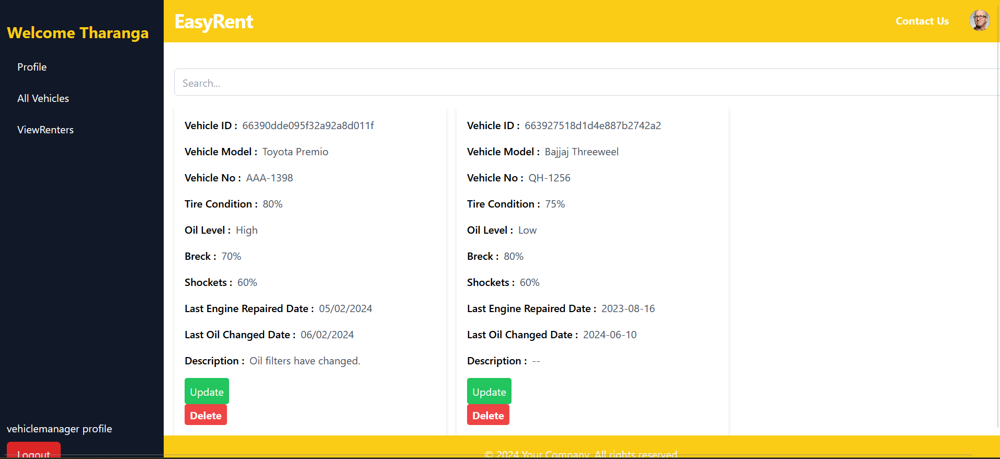 Welcome Tharanga
Profile
All Vehicles
ViewRenters
vehiclemanager profile
Logout
EasyRent
Contact Us
Search...
Vehicle ID : 66390dde095f32a92a8d011f
Vehicle Model : Toyota Premio
Vehicle No : AAA-1398
Tire Condition : 80%
Oil Level : High
Breck : 70%
Shockets : 60%
Last Engine Repaired Date : 05/02/2024
Last Oil Changed Date : 06/02/2024
Description : Oil filters have changed.
Update
Delete
Vehicle ID : 663927518d1d4e887b2742a2
Vehicle Model : Bajjaj Threeweel
Vehicle No : QH-1256
Tire Condition : 75%
Oil Level : Low
Breck : 80%
Shockets : 60%
Last Engine Repaired Date : 2023-08-16
Last Oil Changed Date : 2024-06-10
Description : --
Update
Delete
© 2024 Your Company. All rights reserved.